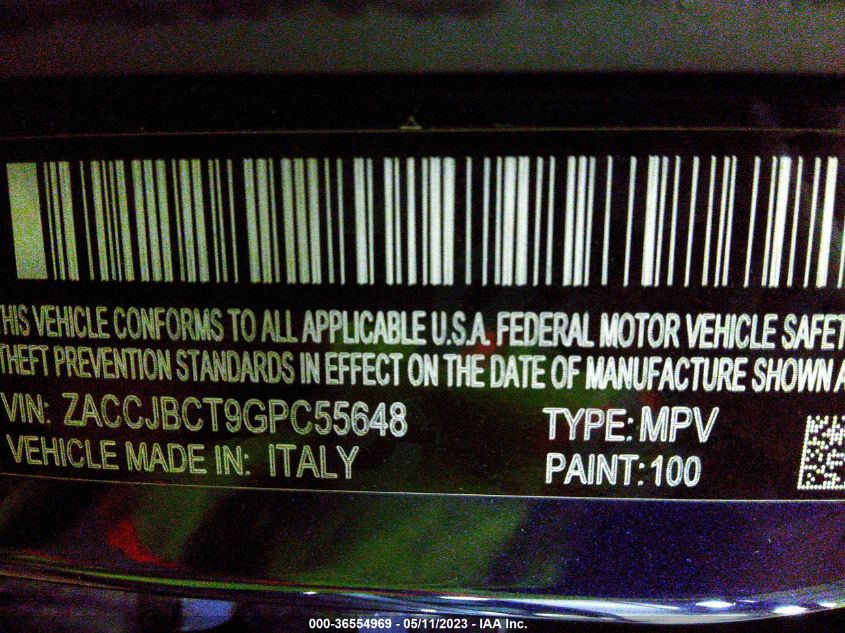 THIS VEHICLE CONFORMS TO ALL APPLICABLE U.S.A. FEDERAL MOTOR VEHICLE SAFET
THEFT PREVENTION STANDARDS IN EFFECT ON THE DATE OF MANUFACTURE SHOWN A
VIN: ZACCJBCT9GPC55648 TYPE: MPV
VEHICLE MADE IN: ITALY PAINT: 100
000-36554969 - 05/11/2023 - IAA Inc.